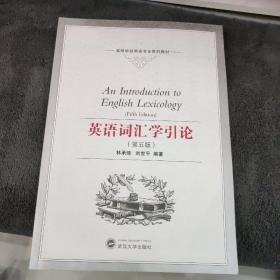 高等学校英语专业系列教材
An Introduction to
English Lexicology
(Fifth Edition)
英语词汇学引论
(第五版)
林承璋 刘世平 编著
武汉大学出版社